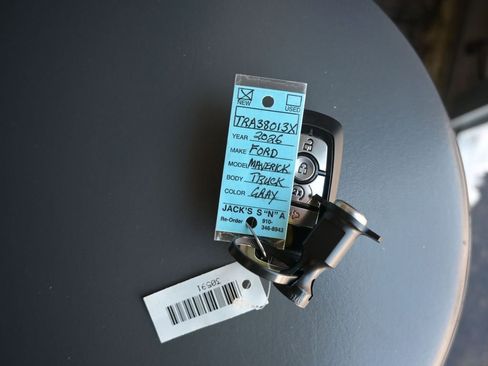 NEW
USED
TRA38013X
YEAR 2026
MAKE FORD
MODEL MAVERICK
BODY TRUCK
COLOR GRAY
JACK'S S "N" A
Re-Order 910-
346-8943
30591